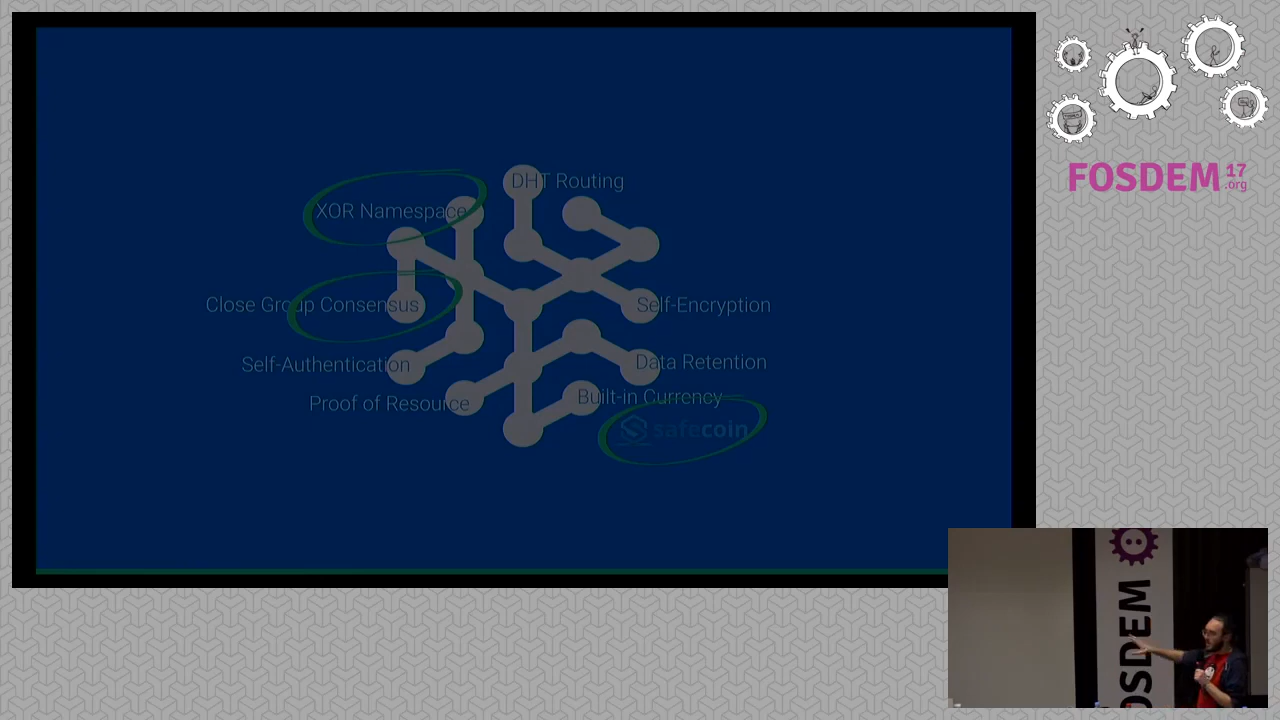 DHT Routing
XOR Namespace
Close Group Consensus
Self-Encryption
Self-Authentication
Data Retention
Proof of Resource
Built-in Currency
safecoin
FOSDEM 17
.org
OSDEM